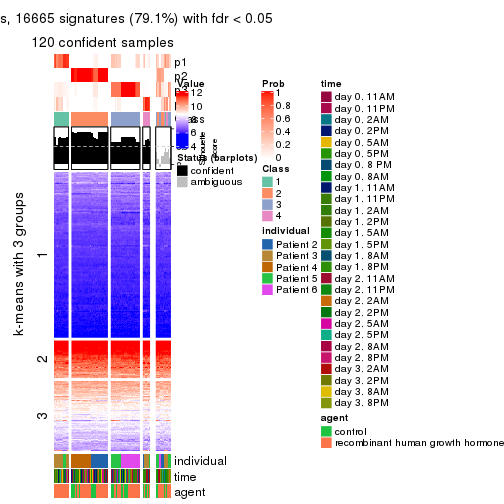 s, 16665 signatures (79.1%) with fdr < 0.05
120 confident samples
p1
p2
Value
12
10
8
6
4
Status (barplots)
confident
ambiguous
Prob
1
0.8
0.6
0.4
0.2
0
Class
1
2
3
4
individual
Patient 2
Patient 3
Patient 4
Patient 5
Patient 6
time
day 0. 11AM
day 0. 11PM
day 0. 2AM
day 0. 2PM
day 0. 5AM
day 0. 5PM
day 0. 8 PM
day 0. 8AM
day 1. 11AM
day 1. 11PM
day 1. 2AM
day 1. 2PM
day 1. 5AM
day 1. 5PM
day 1. 8AM
day 1. 8PM
day 2. 11AM
day 2. 11PM
day 2. 2AM
day 2. 2PM
day 2. 5AM
day 2. 5PM
day 2. 8AM
day 2. 8PM
day 3. 2AM
day 3. 2PM
day 3. 8AM
day 3. 8PM
agent
control
recombinant human growth hormone
k-means with 3 groups
1
2
3
individual
time
agent